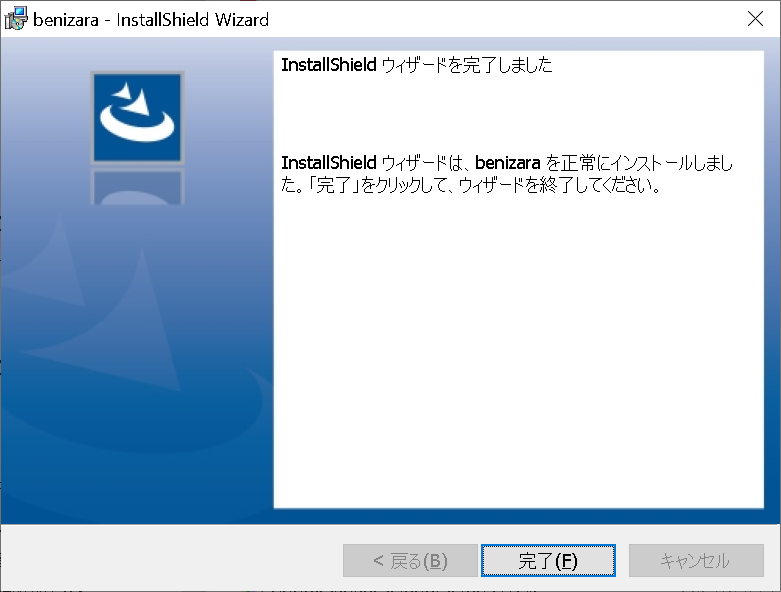 benizara - InstallShield Wizard
InstallShield ウィザードを完了しました
InstallShield ウィザードは、benizara を正常にインストールしまし
た。「完了」をクリックして、ウィザードを終了してください。
< 戻る(B)
完了(F)
キャンセル